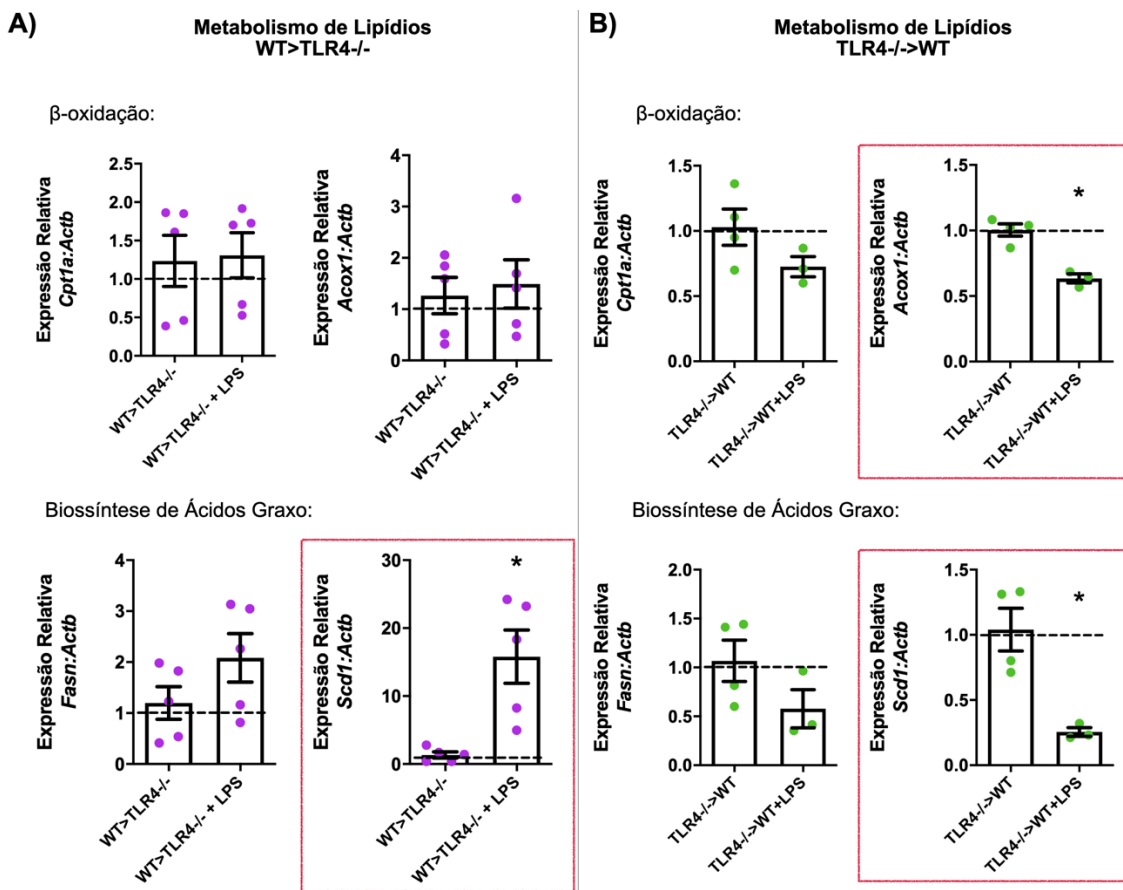 A)
Metabolismo de Lipídios
WT>TLR4-/-
β-oxidação:
Expressão Relativa
Cpt1a:Actb
2.5
2.0
1.5
1.0
0.5
0.0
WT>TLR4-/-
WT>TLR4-/- + LPS
Expressão Relativa
Acox1:Actb
4
3
2
1
0
WT>TLR4-/-
WT>TLR4-/- + LPS
Biossíntese de Ácidos Graxo:
Expressão Relativa
Fasn:Actb
4
3
2
1
0
WT>TLR4-/-
WT>TLR4-/- + LPS
Expressão Relativa
Scd1:Actb
30
20
10
0
*
WT>TLR4-/-
WT>TLR4-/- + LPS
B)
Metabolismo de Lipídios
TLR4-/->WT
β-oxidação:
Expressão Relativa
Cpt1a:Actb
1.5
1.0
0.5
0.0
TLR4-/->WT
TLR4-/->WT+LPS
Expressão Relativa
Acox1:Actb
1.5
1.0
0.5
0.0
*
TLR4-/->WT
TLR4-/->WT+LPS
Biossíntese de Ácidos Graxo:
Expressão Relativa
Fasn:Actb
2.0
1.5
1.0
0.5
0.0
TLR4-/->WT
TLR4-/->WT+LPS
Expressão Relativa
Scd1:Actb
1.5
1.0
0.5
0.0
*
TLR4-/->WT
TLR4-/->WT+LPS